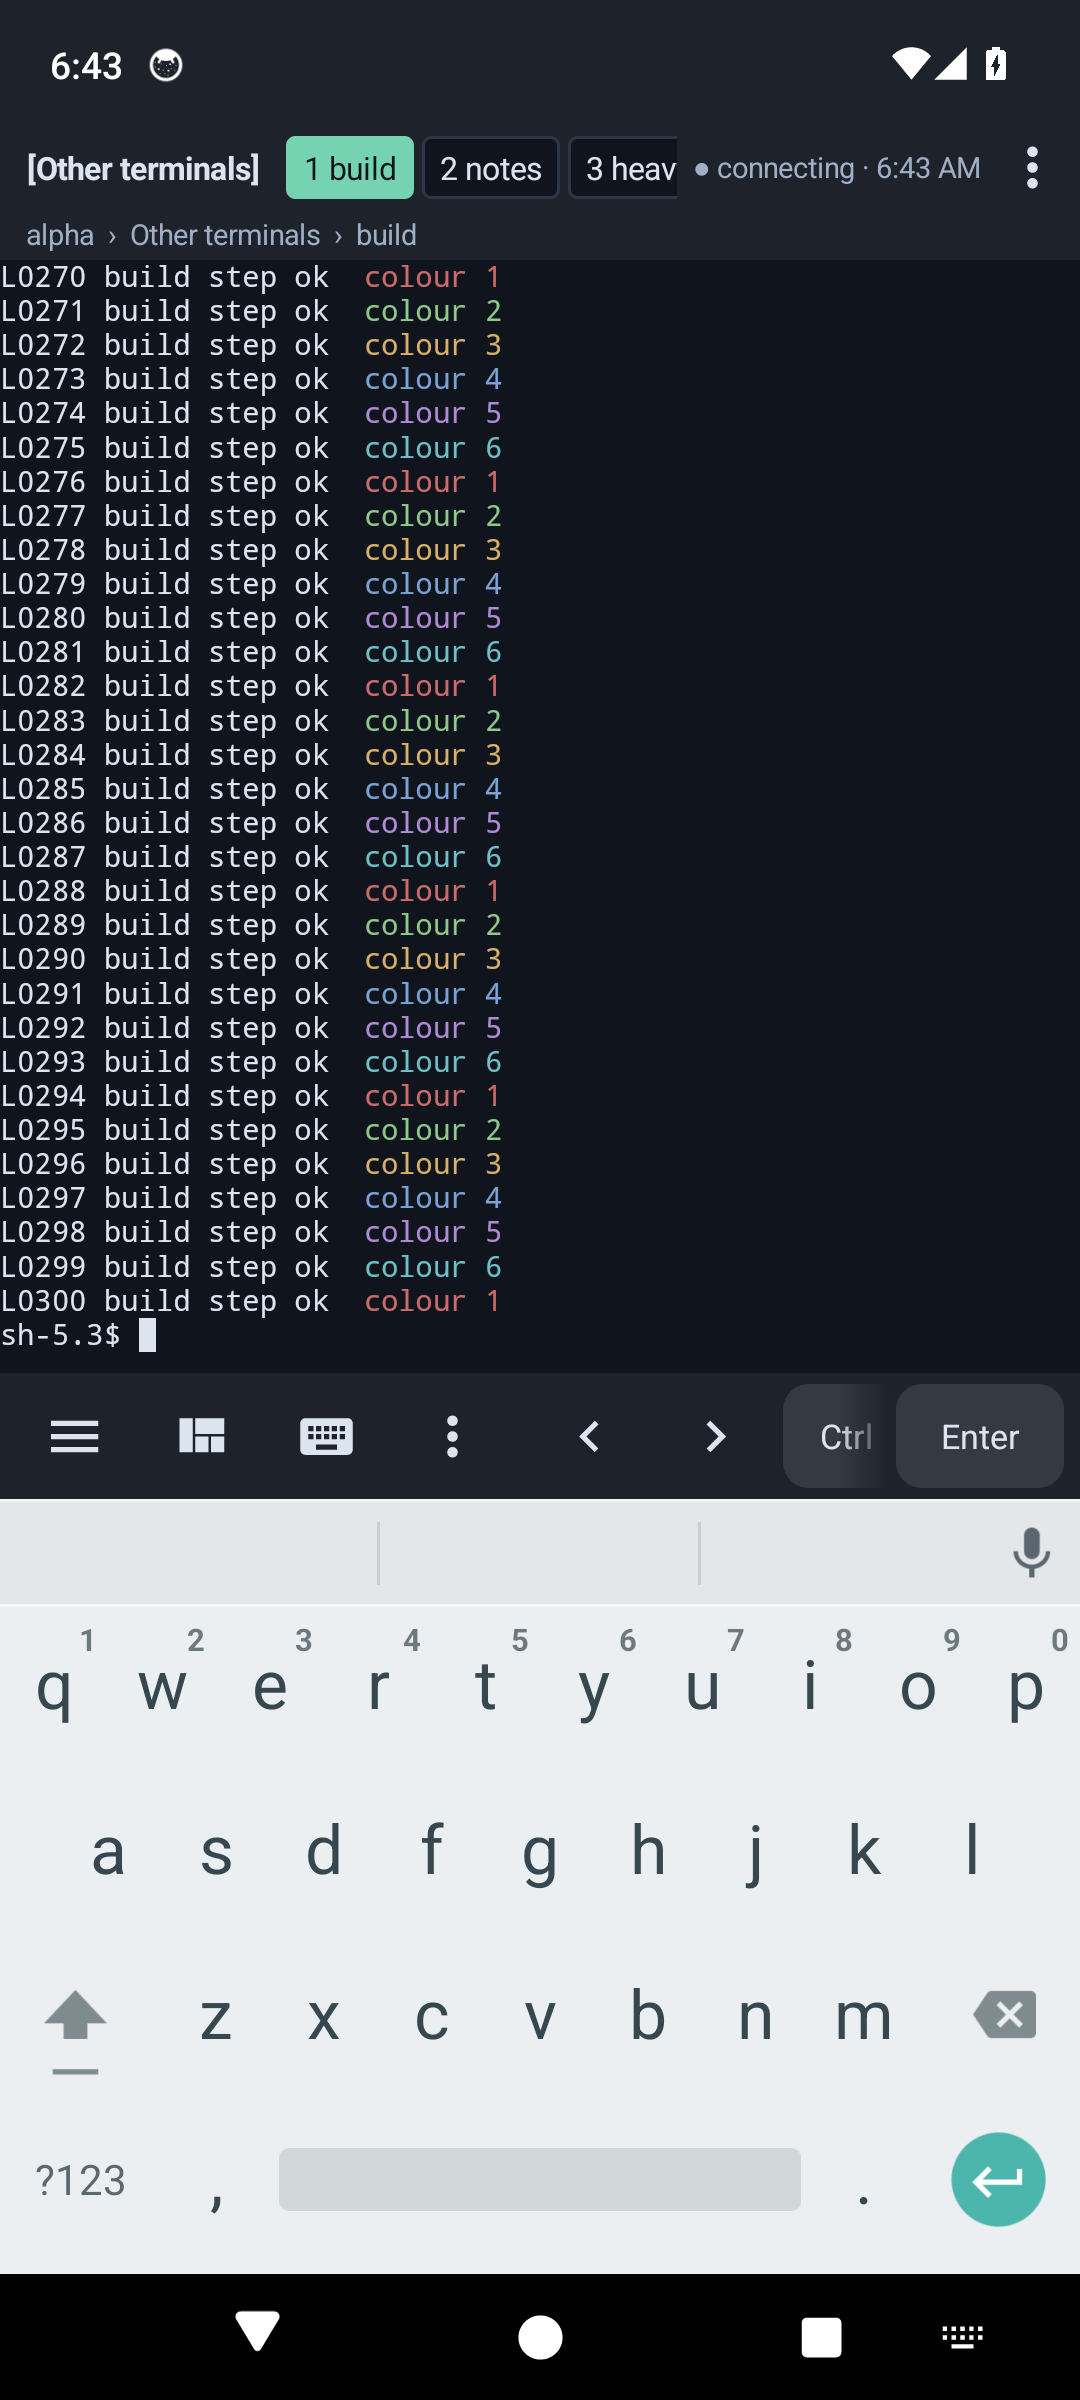 6:43
[Other terminals] 1 build 2 notes 3 heav connecting · 6:43 AM
alpha › Other terminals › build
L0270 build step ok  colour 1
L0271 build step ok  colour 2
L0272 build step ok  colour 3
L0273 build step ok  colour 4
L0274 build step ok  colour 5
L0275 build step ok  colour 6
L0276 build step ok  colour 1
L0277 build step ok  colour 2
L0278 build step ok  colour 3
L0279 build step ok  colour 4
L0280 build step ok  colour 5
L0281 build step ok  colour 6
L0282 build step ok  colour 1
L0283 build step ok  colour 2
L0284 build step ok  colour 3
L0285 build step ok  colour 4
L0286 build step ok  colour 5
L0287 build step ok  colour 6
L0288 build step ok  colour 1
L0289 build step ok  colour 2
L0290 build step ok  colour 3
L0291 build step ok  colour 4
L0292 build step ok  colour 5
L0293 build step ok  colour 6
L0294 build step ok  colour 1
L0295 build step ok  colour 2
L0296 build step ok  colour 3
L0297 build step ok  colour 4
L0298 build step ok  colour 5
L0299 build step ok  colour 6
L0300 build step ok  colour 1
sh-5.3$
Ctrl Enter
1 2 3 4 5 6 7 8 9 0
q w e r t y u i o p
a s d f g h j k l
z x c v b n m
?123 , .